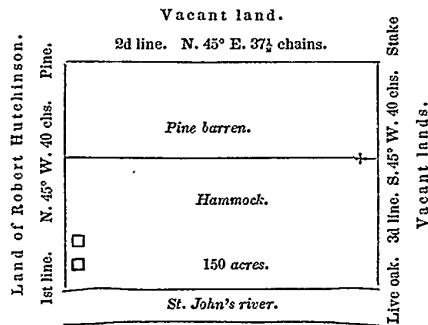 Vacant land.
2d line. N. 45° E. 37½ chains.
Land of Robert Hutchinson.
1st line. N. 45° W. 40 chs. Pine.
Pine barren.
Hammock.
150 acres.
St. John's river.
Live oak. 3d line. S. 45° W. 40 chs. Stake
Vacant lands.